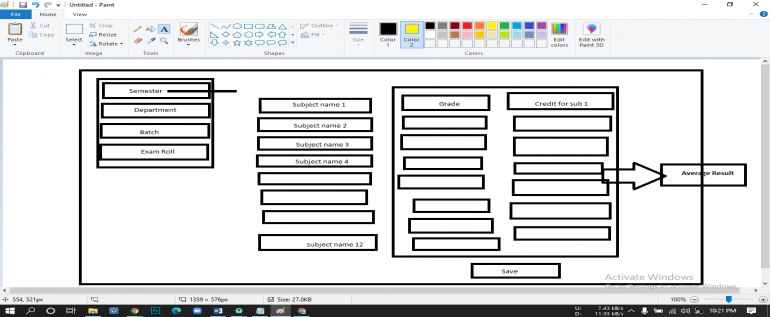 Untitled - Paint
File
Home
View
Paste
Cut
Copy
Clipboard
Select
Crop
Resize
Rotate
Image
Tools
Brushes
Shapes
Outline
Fill
Size
Color 1
Color 2
Colors
Edit colors
Edit with Paint 3D
Semester
Department
Batch
Exam Roll
Subject name 1
Subject name 2
Subject name 3
Subject name 4
subject name 12
Grade
Credit for sub 1
Average Result
Save
Activate Windows
Go to Settings to activate Windows.
554, 521px
1359 × 576px
Size: 27.0KB
100%
U: 7.43 kB/s
D: 11.93 kB/s
10:21 PM